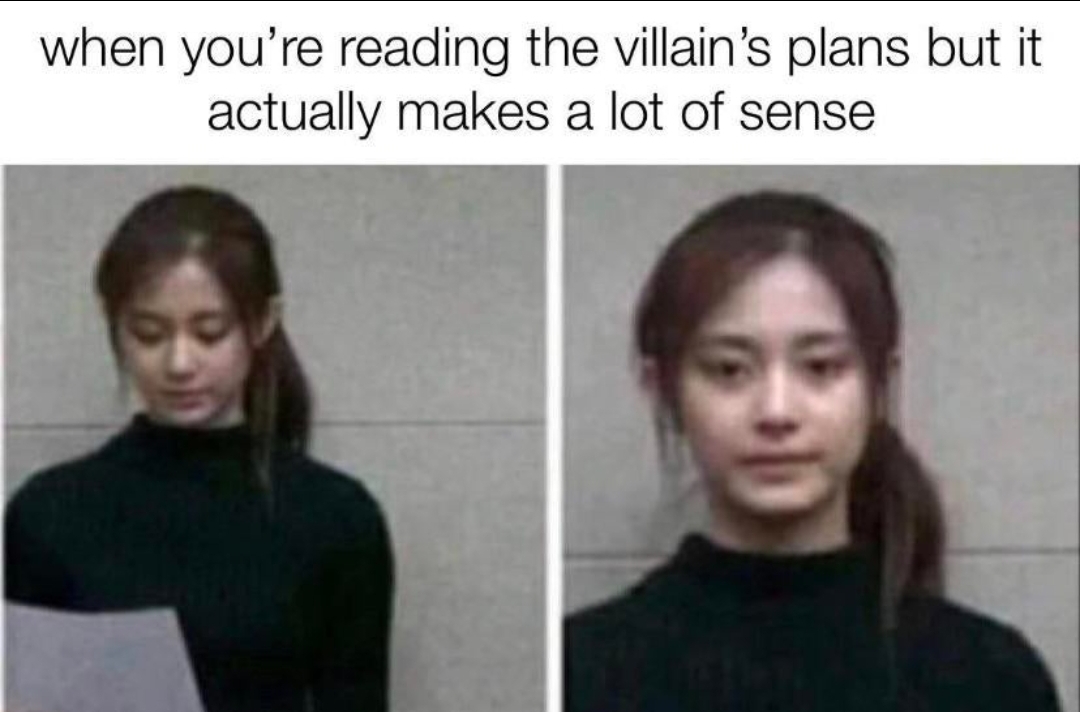 when you’re reading the villain’s plans but it
actually makes a lot of sense